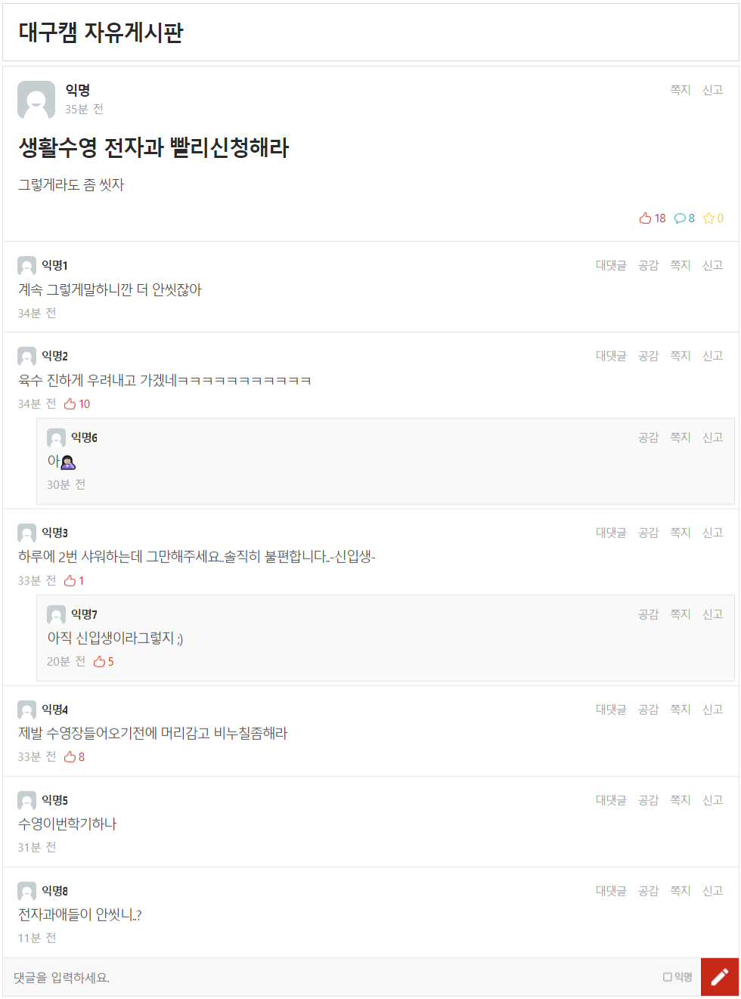 대구캠 자유게시판
익명
쪽지 신고
35분 전
생활수영 전자과 빨리신청해라
그렇게라도 좀 씻자
18 8 0
익명1
대댓글 공감 쪽지 신고
계속 그렇게말하니깐 더 안씻잖아
34분 전
익명2
대댓글 공감 쪽지 신고
육수 진하게 우려내고 가겠네ㅋㅋㅋㅋㅋㅋㅋㅋㅋㅋㅋ
34분 전 10
익명6
공감 쪽지 신고
아🤦🏻‍♀️
30분 전
익명3
대댓글 공감 쪽지 신고
하루에 2번 샤워하는데 그만해주세요..솔직히 불편합니다..-신입생-
33분 전 1
익명7
공감 쪽지 신고
아직 신입생이라그렇지 ;)
20분 전 5
익명4
대댓글 공감 쪽지 신고
제발 수영장들어오기전에 머리감고 비누칠좀해라
33분 전 8
익명5
대댓글 공감 쪽지 신고
수영이번학기하나
31분 전
익명8
대댓글 공감 쪽지 신고
전자과애들이 안씻니..?
11분 전
댓글을 입력하세요.
익명